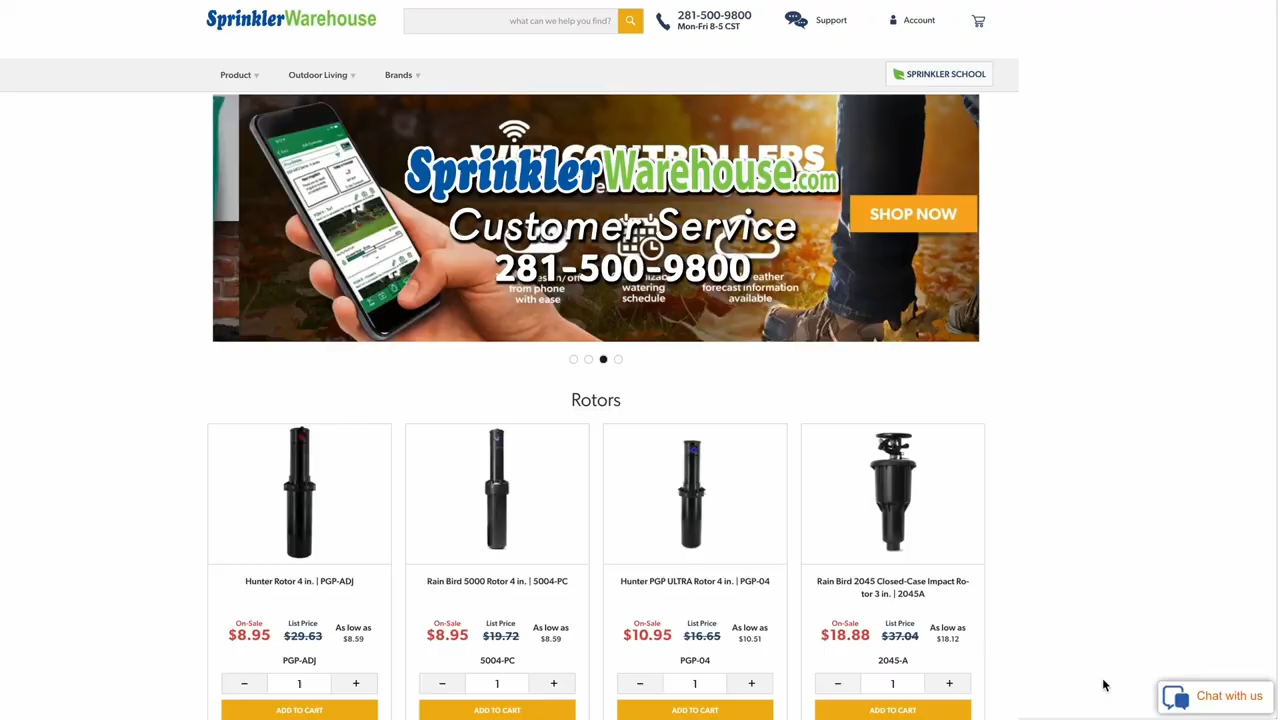 SprinklerWarehouse
what can we help you find?
281-500-9800
Mon-Fri 8-5 CST
Support
Account
Product
Outdoor Living
Brands
SPRINKLER SCHOOL
WIFI CONTROLLERS
SprinklerWarehouse.com
Customer Service
281-500-9800
SHOP NOW
from phone
with ease
watering
schedule
forecast information
available
Rotors
Hunter Rotor 4 in. | PGP-ADJ
Rain Bird 5000 Rotor 4 in. | 5004-PC
Hunter PGP ULTRA Rotor 4 in. | PGP-04
Rain Bird 2045 Closed-Case Impact Ro-
tor 3 in. | 2045A
On-Sale List Price As low as
$8.95 $29.63 $8.59
On-Sale List Price As low as
$8.95 $19.72 $8.59
On-Sale List Price As low as
$10.95 $16.65 $10.51
On-Sale List Price As low as
$18.88 $37.04 $18.12
PGP-ADJ
5004-PC
PGP-04
2045-A
− 1 +
− 1 +
− 1 +
− 1 +
ADD TO CART
ADD TO CART
ADD TO CART
ADD TO CART
Chat with us